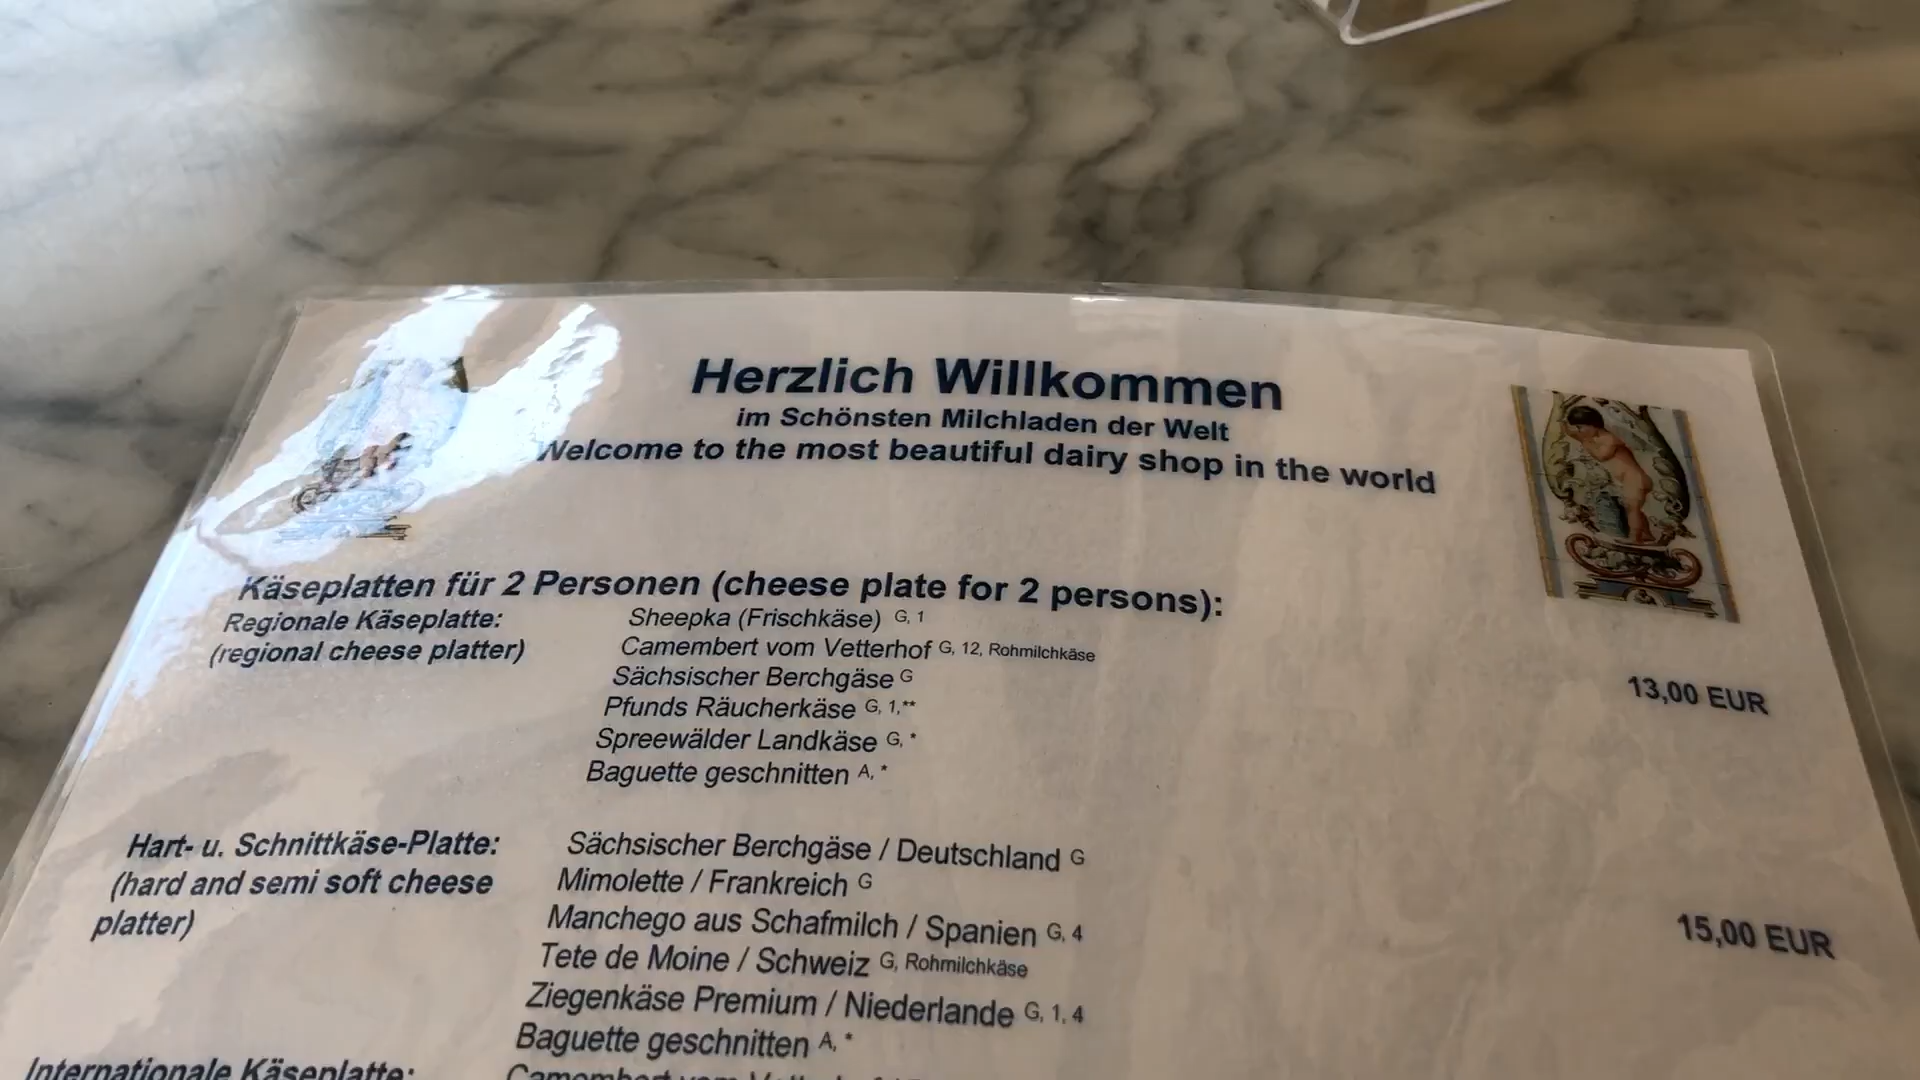 Herzlich Willkommen
im Schönsten Milchladen der Welt
Welcome to the most beautiful dairy shop in the world
Käseplatten für 2 Personen (cheese plate for 2 persons):
Regionale Käseplatte: Sheepka (Frischkäse) G, 1
(regional cheese platter) Camembert vom Vetterhof G, 12, Rohmilchkäse
Sächsischer Berchgäse G
13,00 EUR
Pfunds Räucherkäse G, 1,**
Spreewälder Landkäse G, *
Baguette geschnitten A, *
Hart- u. Schnittkäse-Platte: Sächsischer Berchgäse / Deutschland G
(hard and semi soft cheese Mimolette / Frankreich G
platter) Manchego aus Schafmilch / Spanien G, 4
15,00 EUR
Tete de Moine / Schweiz G, Rohmilchkäse
Ziegenkäse Premium / Niederlande G, 1, 4
Baguette geschnitten A, *
Internationale Käseplatte: Camembert vom